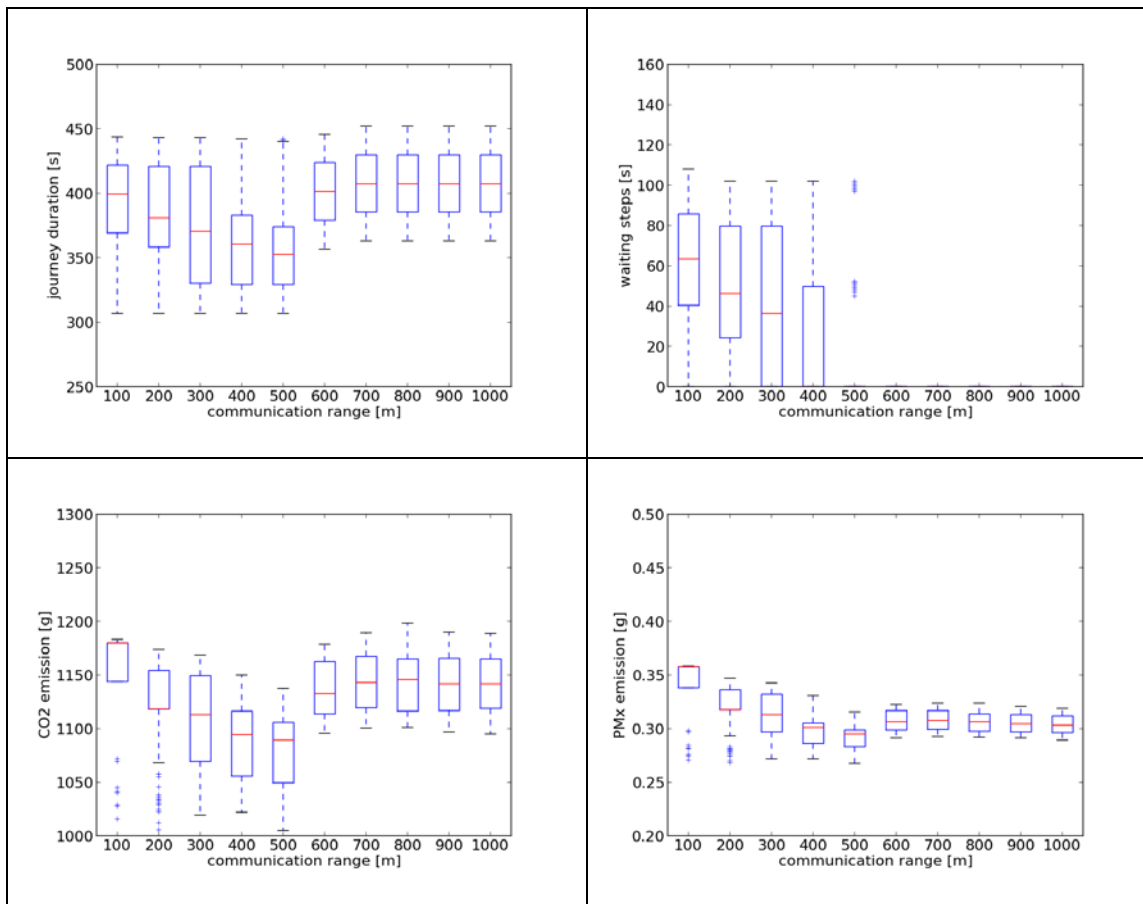 500
450
400
350
300
250
journey duration [s]
100 200 300 400 500 600 700 800 900 1000
communication range [m]
160
140
120
100
80
60
40
20
0
waiting steps [s]
100 200 300 400 500 600 700 800 900 1000
communication range [m]
1300
1250
1200
1150
1100
1050
1000
CO2 emission [g]
100 200 300 400 500 600 700 800 900 1000
communication range [m]
0.50
0.45
0.40
0.35
0.30
0.25
0.20
PMx emission [g]
100 200 300 400 500 600 700 800 900 1000
communication range [m]